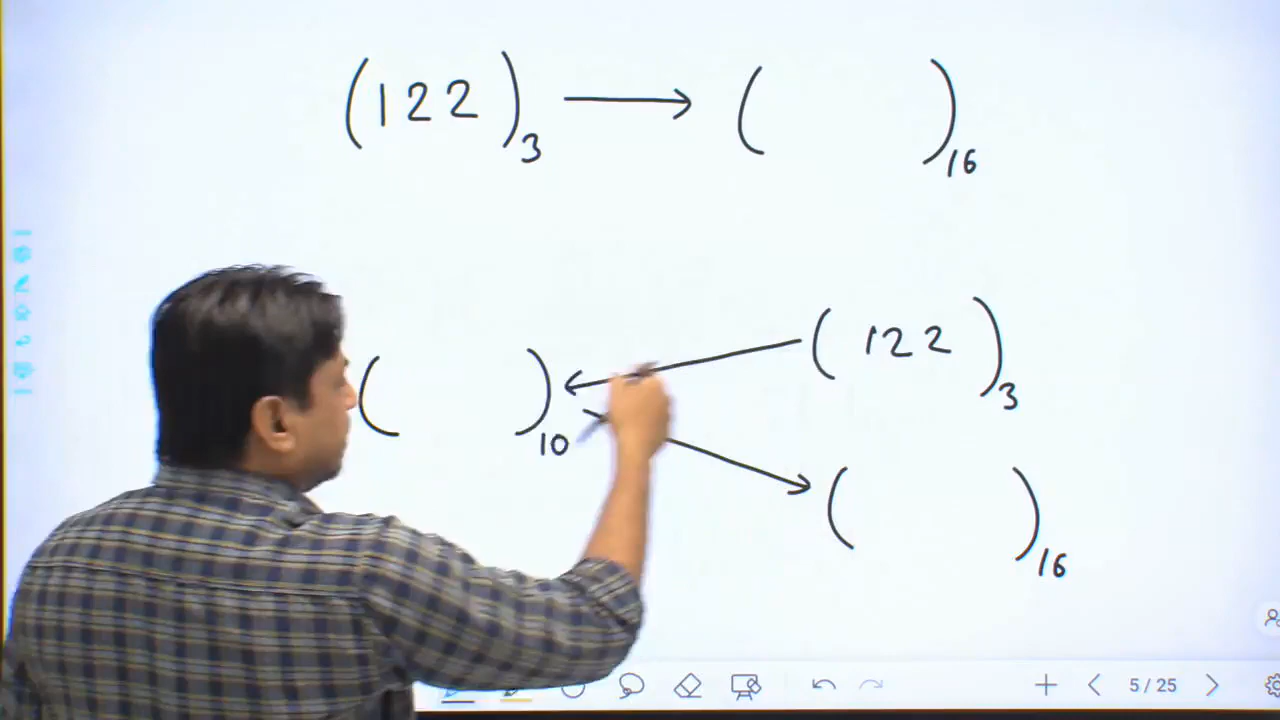 (122)3 → (     )16
(122)3
(     )10
(     )16
5 / 25